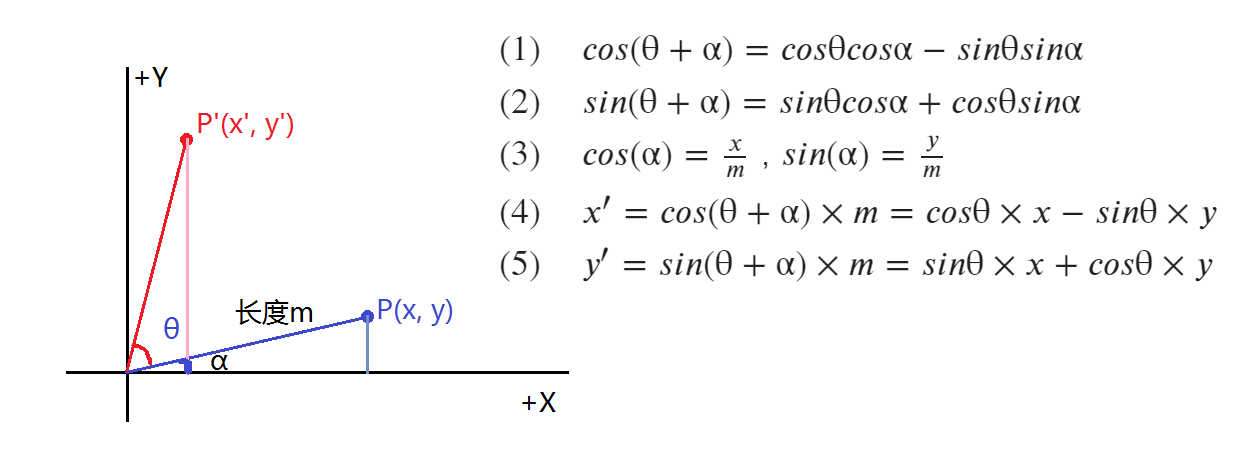 +Y
P'(x', y')
θ
长度m
P(x, y)
α
+X
(1) cos(θ + α) = cosθcosα − sinθsinα
(2) sin(θ + α) = sinθcosα + cosθsinα
(3) cos(α) = x/m , sin(α) = y/m
(4) x′ = cos(θ + α) × m = cosθ × x − sinθ × y
(5) y′ = sin(θ + α) × m = sinθ × x + cosθ × y